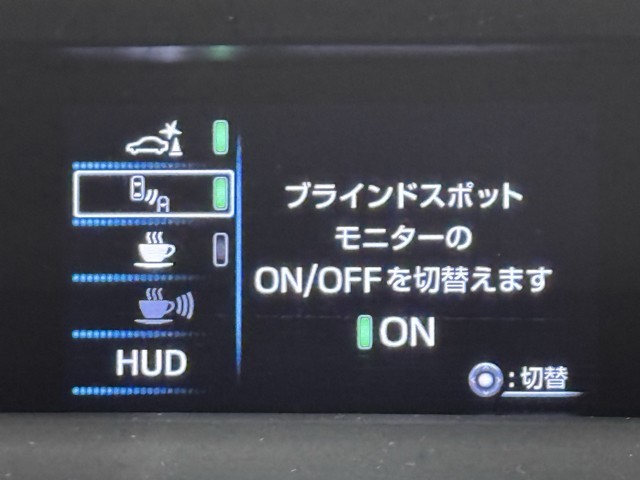 HUD
ブラインドスポット
モニターの
ON/OFFを切替えます
ON
:切替